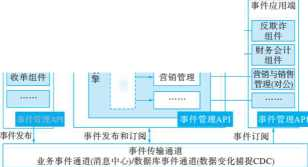 事件应用端
反欺诈
组件
财务会计
组件
收单组件
擎
营销管理
营销与销售
管理(对公)
……
……
……
事件管理API
事件管理API
事件管理API
事件发布
事件发布和订阅
事件订阅
事件传输通道
业务事件通道(消息中心)/数据库事件通道(数据变化捕捉CDC)